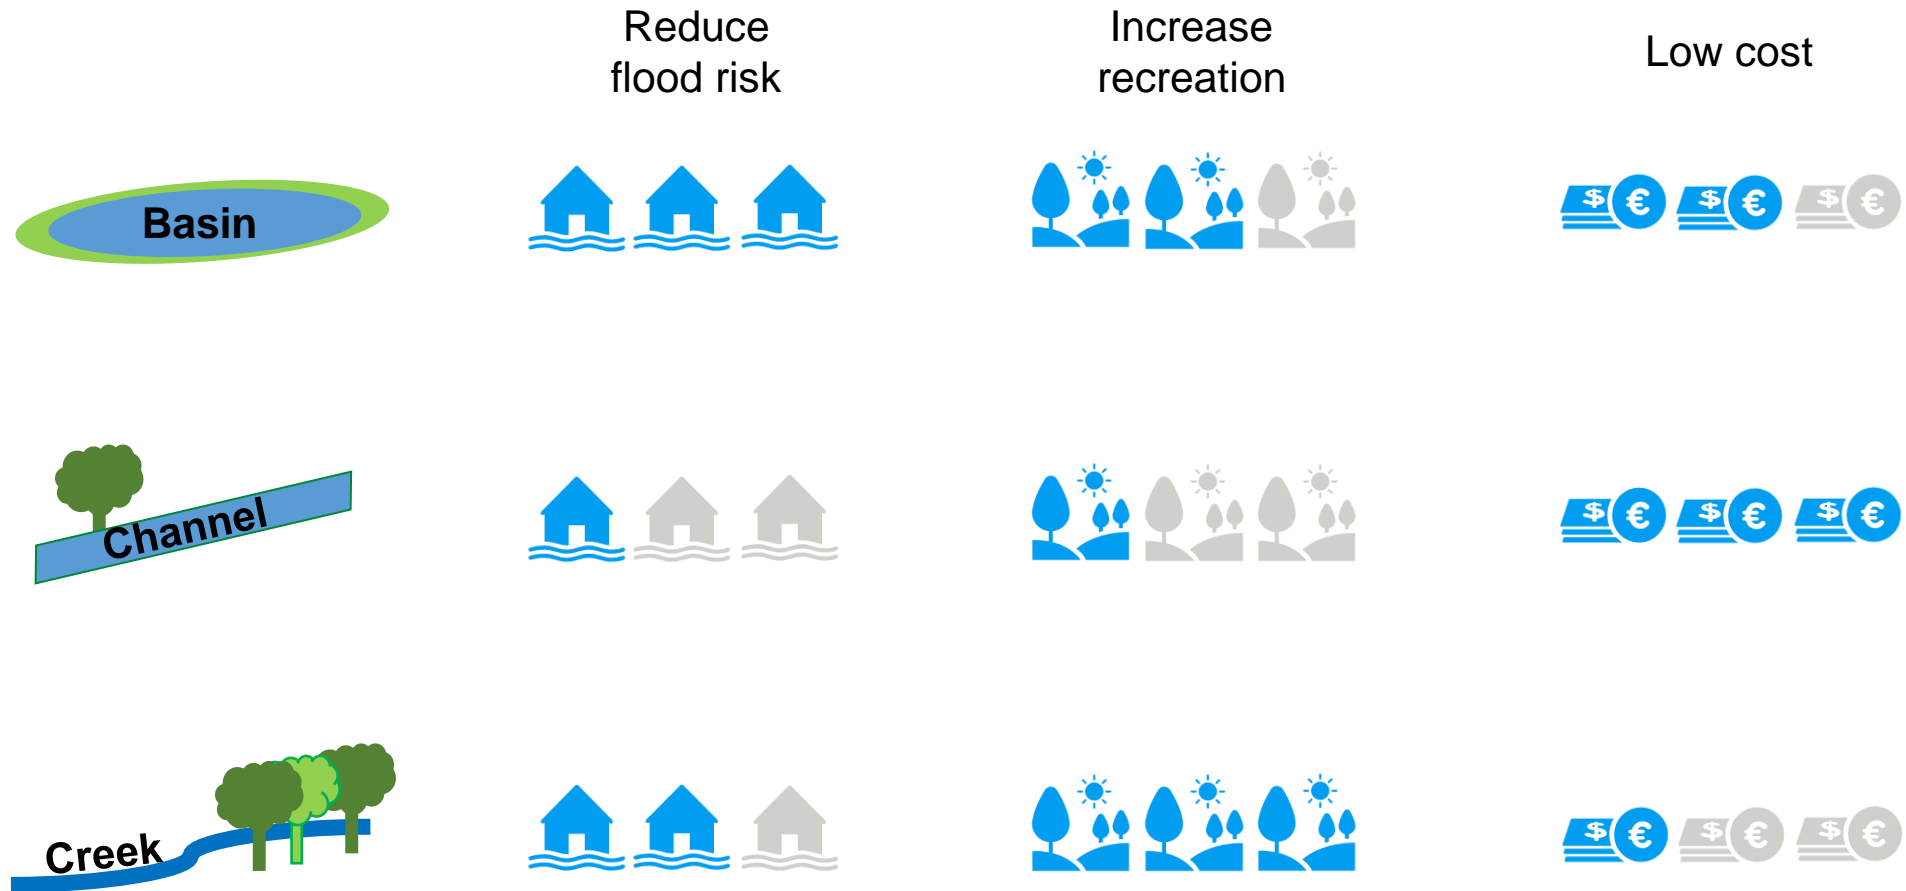 Reduce
flood risk
Increase
recreation
Low cost
Basin
$ € $ € $ €
Channel
$ € $ € $ €
Creek
$ € $ € $ €